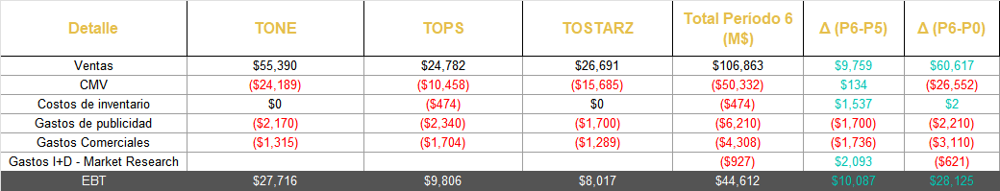 Detalle TONE TOPS TOSTARZ Total Periodo 6 (M$) Δ (P6-P5) Δ (P6-P0)
Ventas $55,390 $24,782 $26,691 $106,863 $9,759 $60,617
CMV ($24,189) ($10,458) ($15,685) ($50,332) $134 ($26,552)
Costos de inventario $0 ($474) $0 ($474) $1,537 $2
Gastos de publicidad ($2,170) ($2,340) ($1,700) ($6,210) ($1,700) ($2,210)
Gastos Comerciales ($1,315) ($1,704) ($1,289) ($4,308) ($1,736) ($3,110)
Gastos I+D - Market Research ($927) $2,093 ($621)
EBT $27,716 $9,806 $8,017 $44,612 $10,087 $28,125